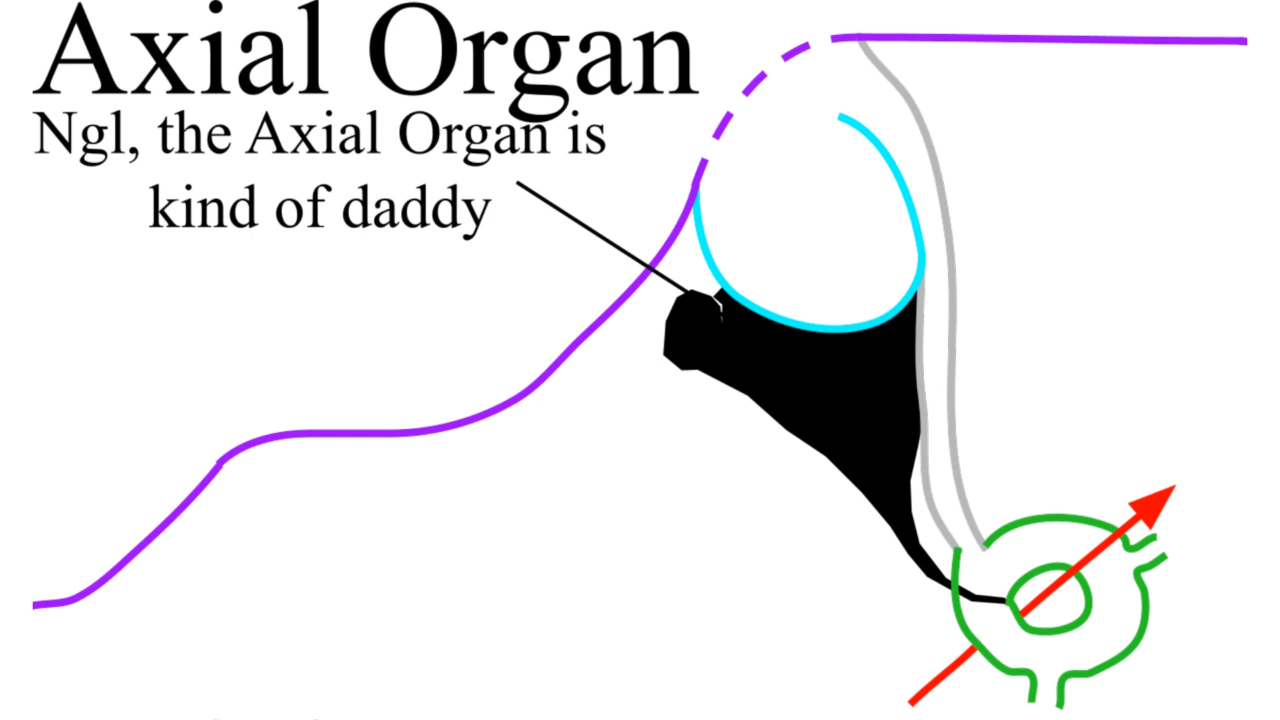 Axial Organ
Ngl, the Axial Organ is
kind of daddy